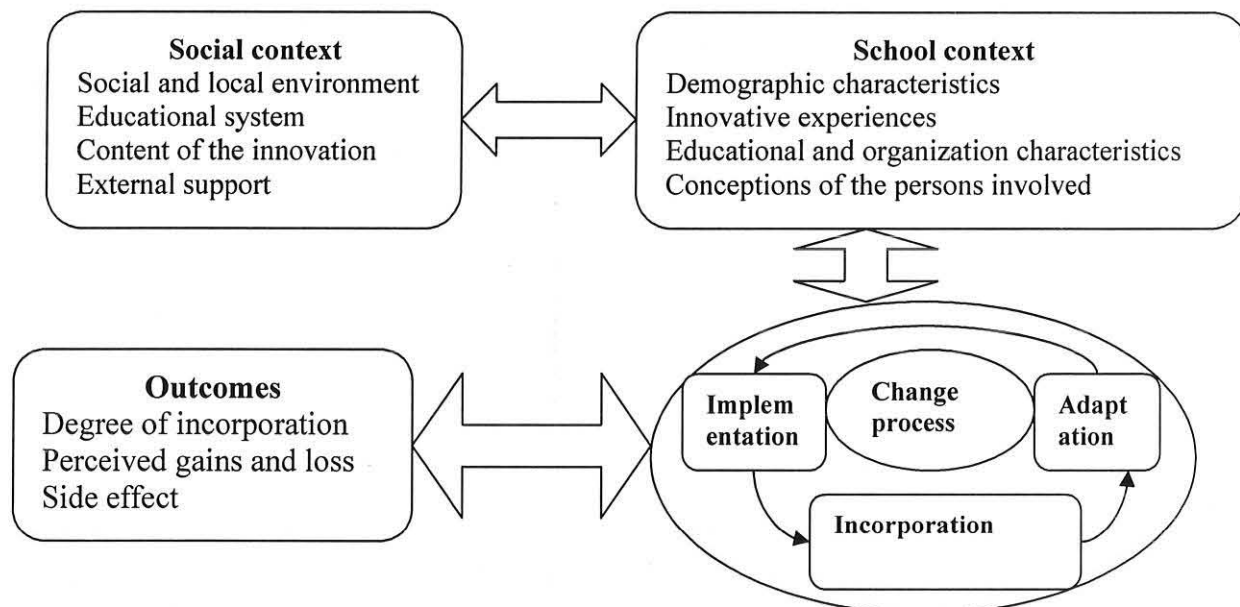 Social context
Social and local environment
Educational system
Content of the innovation
External support
School context
Demographic characteristics
Innovative experiences
Educational and organization characteristics
Conceptions of the persons involved
Outcomes
Degree of incorporation
Perceived gains and loss
Side effect
Implem
entation
Change
process
Adapt
ation
Incorporation